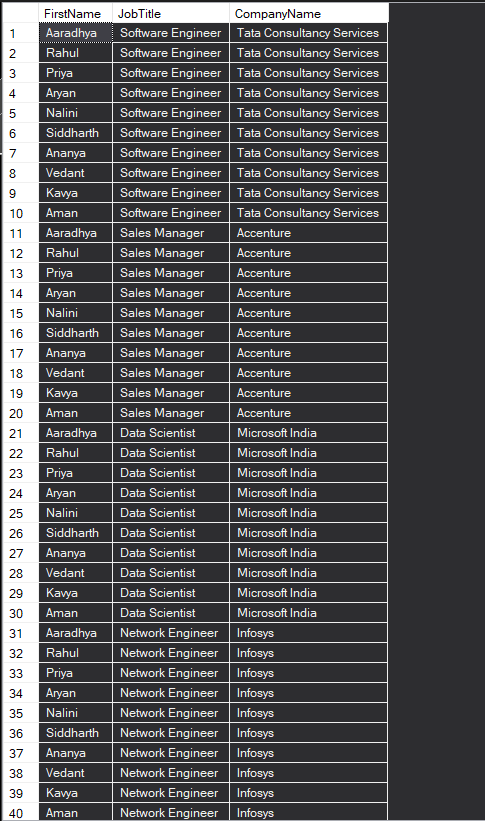 FirstName JobTitle CompanyName
1 Aaradhya Software Engineer Tata Consultancy Services
2 Rahul Software Engineer Tata Consultancy Services
3 Priya Software Engineer Tata Consultancy Services
4 Aryan Software Engineer Tata Consultancy Services
5 Nalini Software Engineer Tata Consultancy Services
6 Siddharth Software Engineer Tata Consultancy Services
7 Ananya Software Engineer Tata Consultancy Services
8 Vedant Software Engineer Tata Consultancy Services
9 Kavya Software Engineer Tata Consultancy Services
10 Aman Software Engineer Tata Consultancy Services
11 Aaradhya Sales Manager Accenture
12 Rahul Sales Manager Accenture
13 Priya Sales Manager Accenture
14 Aryan Sales Manager Accenture
15 Nalini Sales Manager Accenture
16 Siddharth Sales Manager Accenture
17 Ananya Sales Manager Accenture
18 Vedant Sales Manager Accenture
19 Kavya Sales Manager Accenture
20 Aman Sales Manager Accenture
21 Aaradhya Data Scientist Microsoft India
22 Rahul Data Scientist Microsoft India
23 Priya Data Scientist Microsoft India
24 Aryan Data Scientist Microsoft India
25 Nalini Data Scientist Microsoft India
26 Siddharth Data Scientist Microsoft India
27 Ananya Data Scientist Microsoft India
28 Vedant Data Scientist Microsoft India
29 Kavya Data Scientist Microsoft India
30 Aman Data Scientist Microsoft India
31 Aaradhya Network Engineer Infosys
32 Rahul Network Engineer Infosys
33 Priya Network Engineer Infosys
34 Aryan Network Engineer Infosys
35 Nalini Network Engineer Infosys
36 Siddharth Network Engineer Infosys
37 Ananya Network Engineer Infosys
38 Vedant Network Engineer Infosys
39 Kavya Network Engineer Infosys
40 Aman Network Engineer Infosys